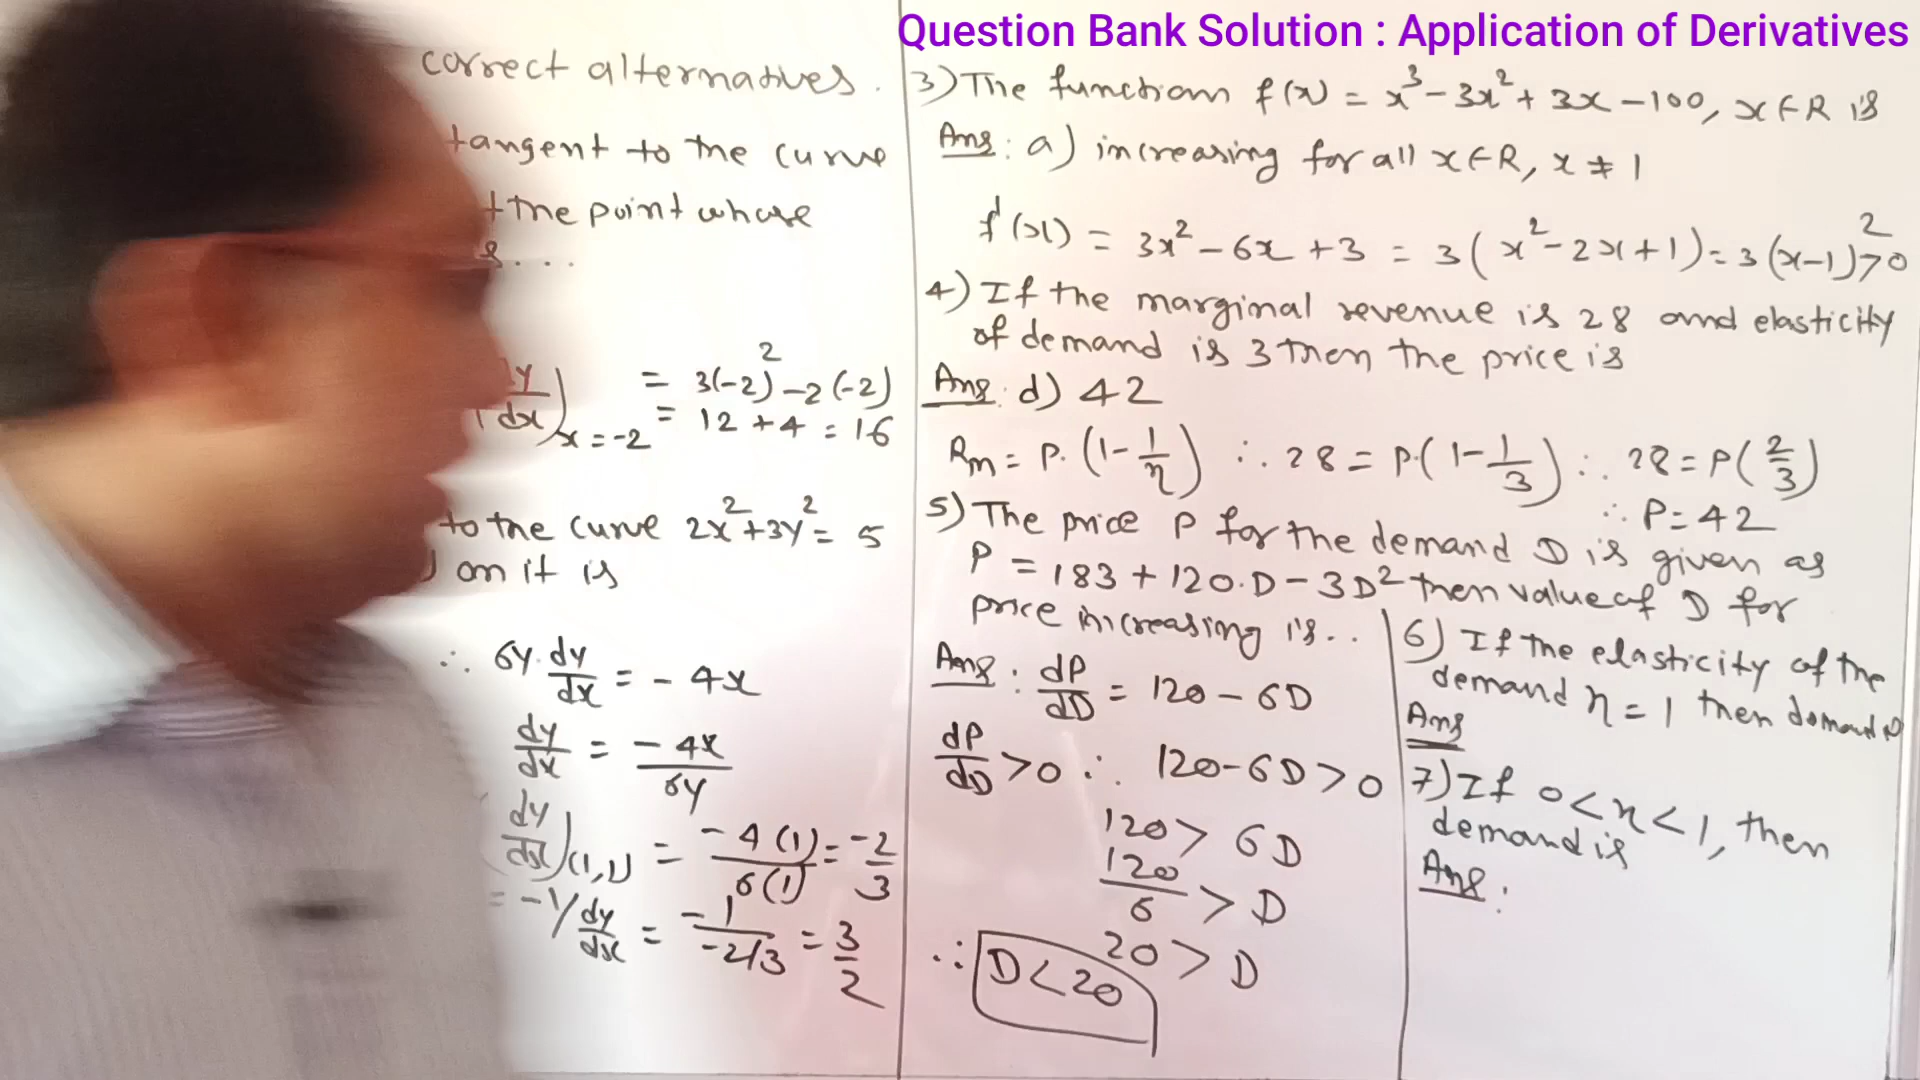 Question Bank Solution : Application of Derivatives
correct alternatives.
tangent to the curve
t the point whose
. . .
dx)x = -2 = 3(-2)² - 2(-2)
= 12 + 4 = 16
to the curve 2x² + 3y² = 5
) on it is
∴ 6y. dy/dx = - 4x
dy/dx = - 4x / 6y
dy/dx)(1,1) = - 4(1) / 6(1) = -2/3
= -1/dy/dx = -1 / -2/3 = 3/2
3) The function f(x) = x³ - 3x² + 3x - 100, x ∈ R is
Ans : a) increasing for all x ∈ R, x ≠ 1
f'(x) = 3x² - 6x + 3 = 3(x² - 2x + 1) = 3(x-1)² > 0
4) If the marginal revenue is 28 and elasticity
of demand is 3 then the price is
Ans : d) 42
Rm = P. (1 - 1/η) ∴ 28 = P.(1 - 1/3) ∴ 28 = P(2/3)
∴ P = 42
5) The price P for the demand D is given as
P = 183 + 120.D - 3D² then value of D for
price increasing is . .
Ans : dP/dD = 120 - 6D
dP/dD > 0 ∴ 120 - 6D > 0
120 > 6D
120/6 > D
20 > D
∴ D < 20
6) If the elasticity of the
demand η = 1 then demand is
Ans
7) If 0 < η < 1, then
demand is
Ans :